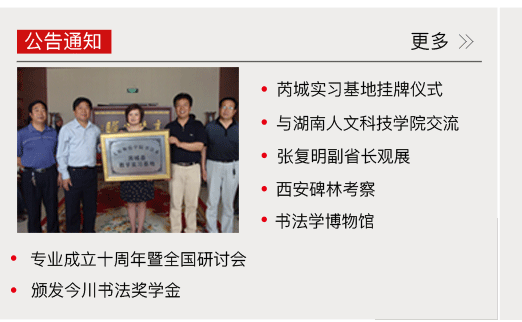 公告通知
更多
芮城实习基地挂牌仪式
与湖南人文科技学院交流
张复明副省长观展
西安碑林考察
书法学博物馆
专业成立十周年暨全国研讨会
颁发今川书法奖学金